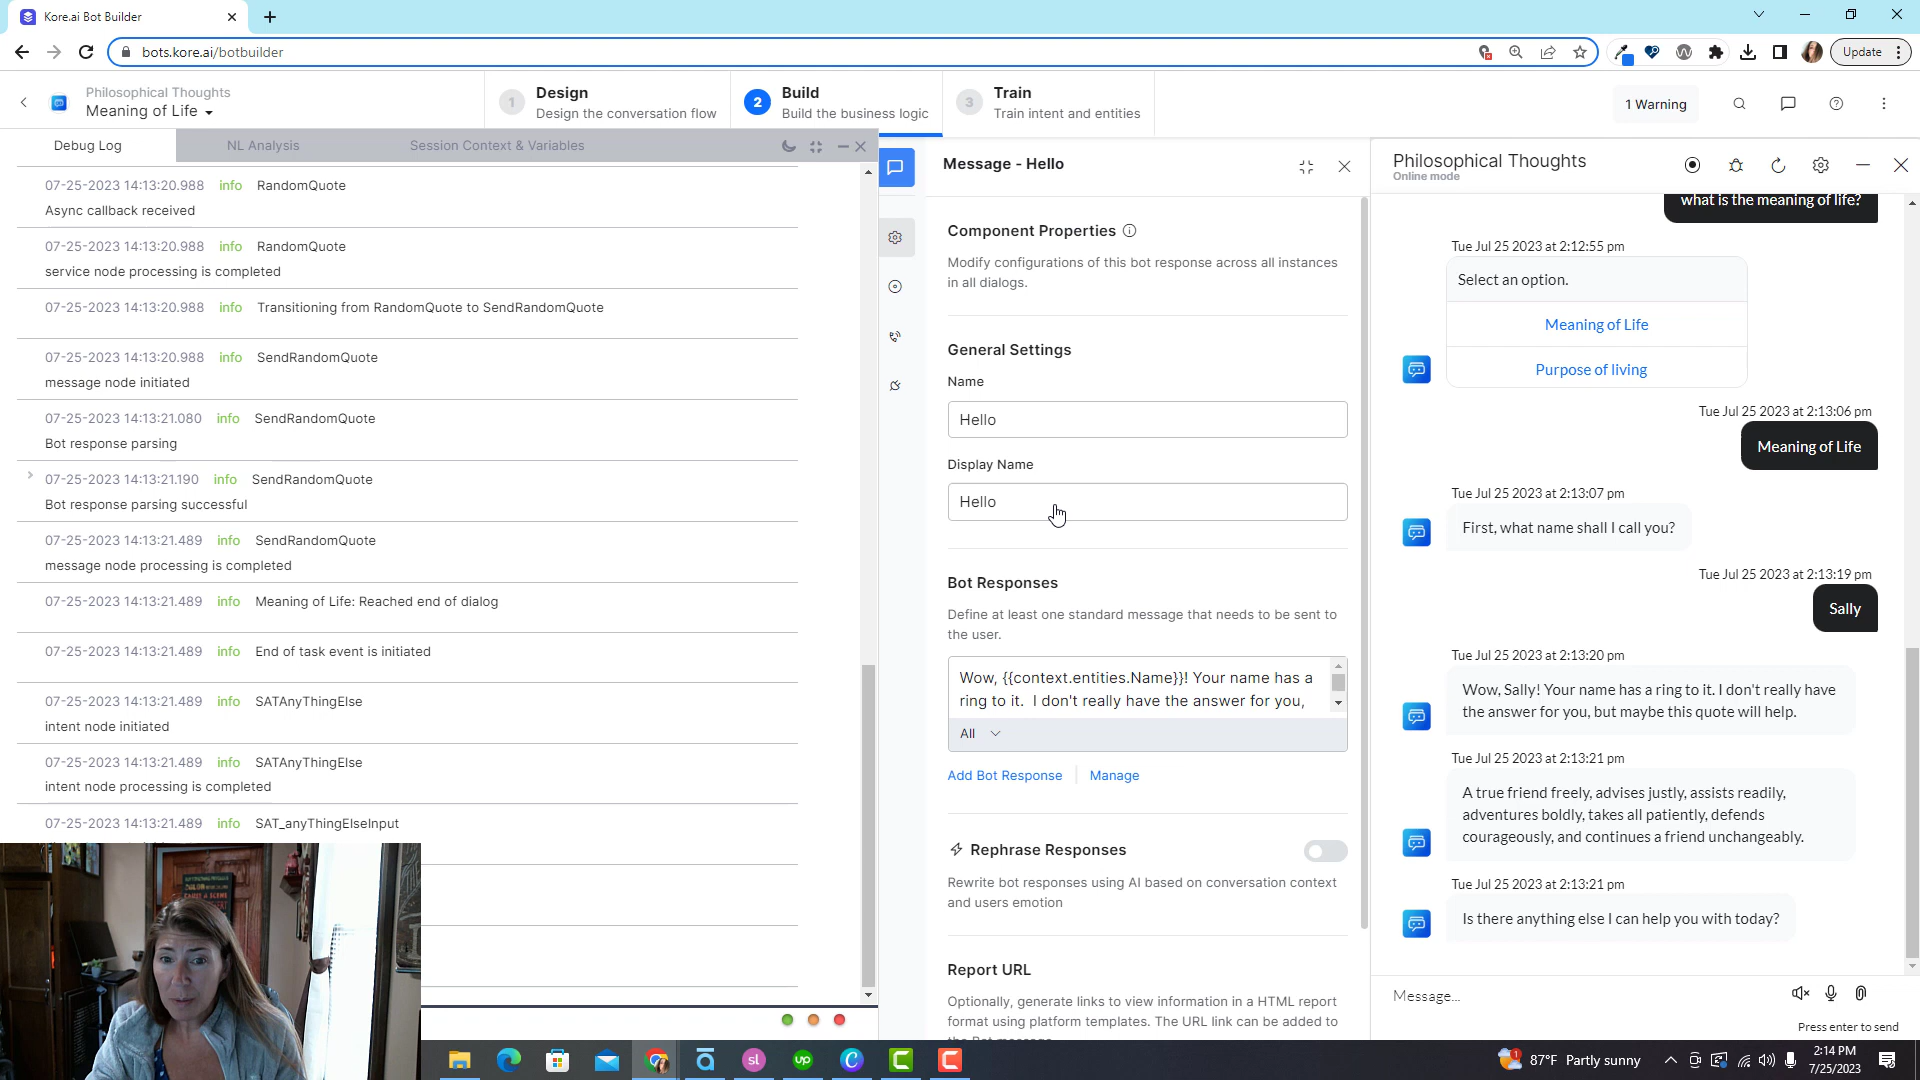 Kore.ai Bot Builder
bots.kore.ai/botbuilder
Update
Philosophical Thoughts
Meaning of Life
1
Design
Design the conversation flow
2
Build
Build the business logic
3
Train
Train intent and entities
1 Warning
Debug Log
NL Analysis
Session Context & Variables
07-25-2023 14:13:20.988 info RandomQuote
Async callback received
07-25-2023 14:13:20.988 info RandomQuote
service node processing is completed
07-25-2023 14:13:20.988 info Transitioning from RandomQuote to SendRandomQuote
07-25-2023 14:13:20.988 info SendRandomQuote
message node initiated
07-25-2023 14:13:21.080 info SendRandomQuote
Bot response parsing
07-25-2023 14:13:21.190 info SendRandomQuote
Bot response parsing successful
07-25-2023 14:13:21.489 info SendRandomQuote
message node processing is completed
07-25-2023 14:13:21.489 info Meaning of Life: Reached end of dialog
07-25-2023 14:13:21.489 info End of task event is initiated
07-25-2023 14:13:21.489 info SATAnyThingElse
intent node initiated
07-25-2023 14:13:21.489 info SATAnyThingElse
intent node processing is completed
07-25-2023 14:13:21.489 info SAT_anyThingElseInput
Message - Hello
Component Properties
Modify configurations of this bot response across all instances
in all dialogs.
General Settings
Name
Hello
Display Name
Hello
Bot Responses
Define at least one standard message that needs to be sent to
the user.
Wow, {{context.entities.Name}}! Your name has a
ring to it. I don't really have the answer for you,
All
Add Bot Response
Manage
Rephrase Responses
Rewrite bot responses using AI based on conversation context
and users emotion
Report URL
Optionally, generate links to view information in a HTML report
format using platform templates. The URL link can be added to
the Bot message.
Philosophical Thoughts
Online mode
what is the meaning of life?
Tue Jul 25 2023 at 2:12:55 pm
Select an option.
Meaning of Life
Purpose of living
Tue Jul 25 2023 at 2:13:06 pm
Meaning of Life
Tue Jul 25 2023 at 2:13:07 pm
First, what name shall I call you?
Tue Jul 25 2023 at 2:13:19 pm
Sally
Tue Jul 25 2023 at 2:13:20 pm
Wow, Sally! Your name has a ring to it. I don't really have
the answer for you, but maybe this quote will help.
Tue Jul 25 2023 at 2:13:21 pm
A true friend freely, advises justly, assists readily,
adventures boldly, takes all patiently, defends
courageously, and continues a friend unchangeably.
Tue Jul 25 2023 at 2:13:21 pm
Is there anything else I can help you with today?
Message...
Press enter to send
sl
up
87°F Partly sunny
2:14 PM
7/25/2023